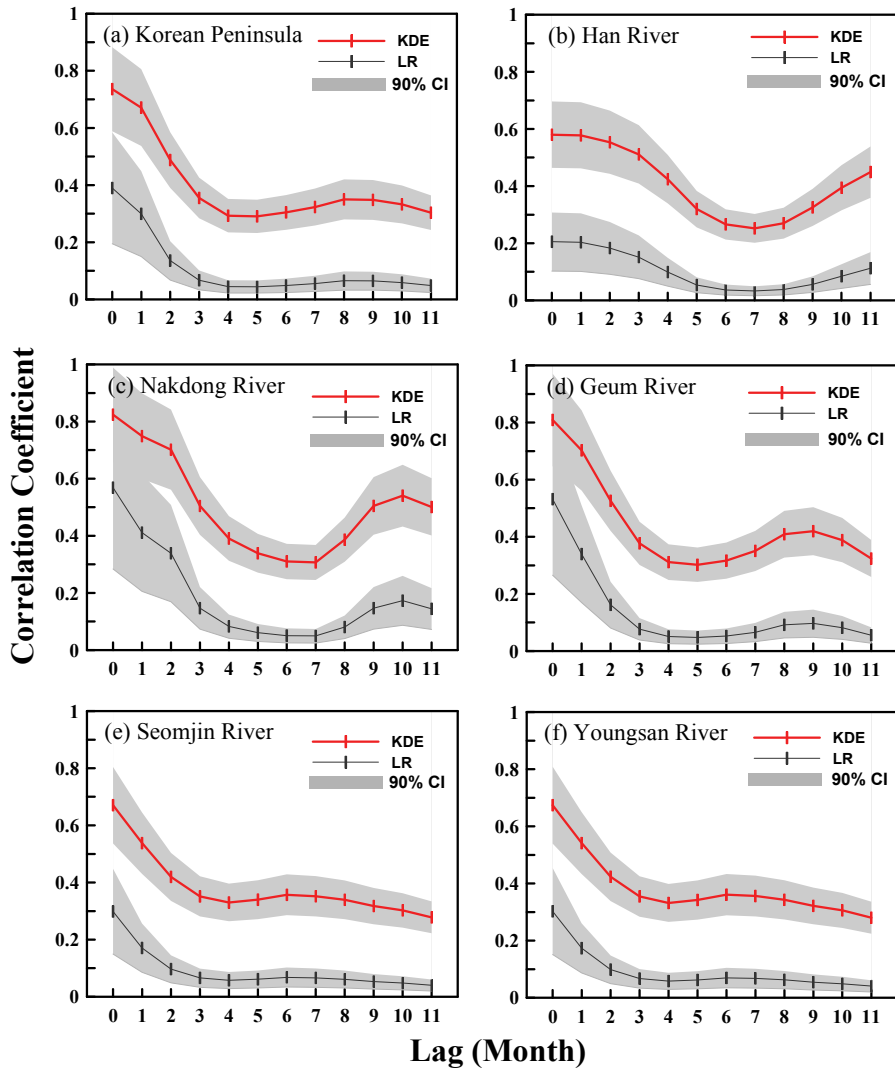 (a) Korean Peninsula
KDE
LR
90% CI
1
0.8
0.6
0.4
0.2
0
0 1 2 3 4 5 6 7 8 9 10 11
(b) Han River
KDE
LR
90% CI
1
0.8
0.6
0.4
0.2
0
0 1 2 3 4 5 6 7 8 9 10 11
(c) Nakdong River
KDE
LR
90% CI
1
0.8
0.6
0.4
0.2
0
0 1 2 3 4 5 6 7 8 9 10 11
(d) Geum River
KDE
LR
90% CI
1
0.8
0.6
0.4
0.2
0
0 1 2 3 4 5 6 7 8 9 10 11
(e) Seomjin River
KDE
LR
90% CI
1
0.8
0.6
0.4
0.2
0
0 1 2 3 4 5 6 7 8 9 10 11
(f) Youngsan River
KDE
LR
90% CI
1
0.8
0.6
0.4
0.2
0
0 1 2 3 4 5 6 7 8 9 10 11
Correlation Coefficient
Lag (Month)